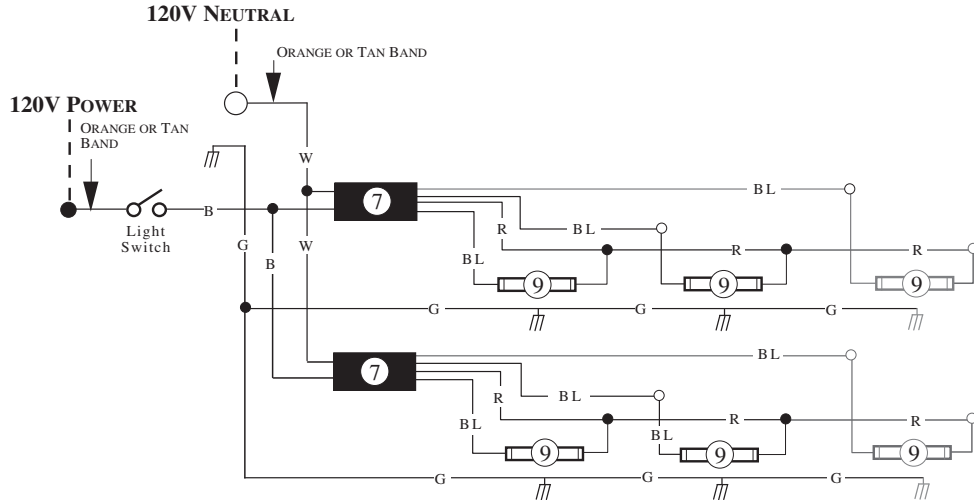 120V NEUTRAL
ORANGE OR TAN BAND
120V POWER
ORANGE OR TAN
BAND
W
7
BL
B
Light
Switch
G
B
W
R
BL
R
R
BL
9
9
9
G
G
G
7
BL
R
BL
R
R
BL
BL
9
9
9
G
G
G